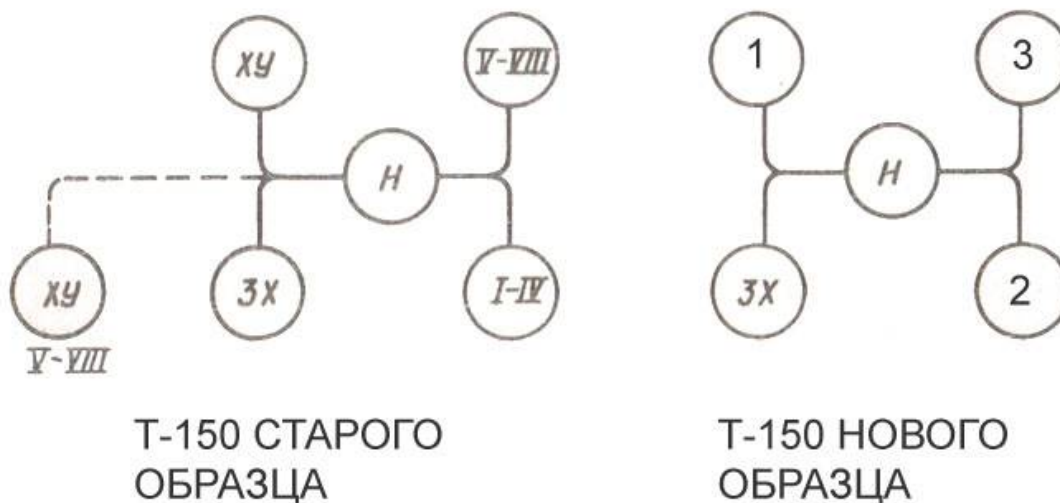 ХУ
V-VIII
Н
ХУ
ЗХ
I-IV
V-VIII
Т-150 СТАРОГО
ОБРАЗЦА
1
3
Н
ЗХ
2
Т-150 НОВОГО
ОБРАЗЦА